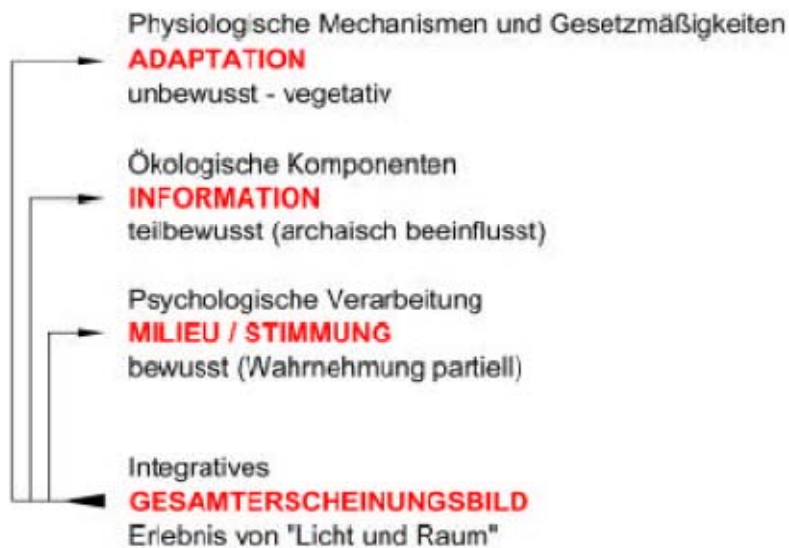 Physiologische Mechanismen und Gesetzmäßigkeiten
ADAPTATION
unbewusst - vegetativ
Ökologische Komponenten
INFORMATION
teilbewusst (archaisch beeinflusst)
Psychologische Verarbeitung
MILIEU / STIMMUNG
bewusst (Wahrnehmung partiell)
Integratives
GESAMTERSCHEINUNGSBILD
Erlebnis von "Licht und Raum"